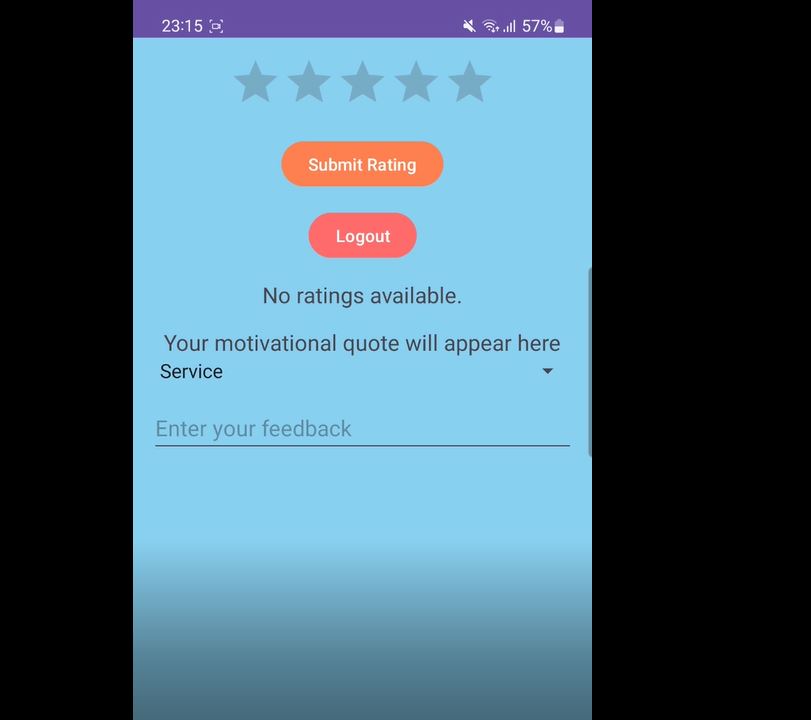 23:15 57%
Submit Rating
Logout
No ratings available.
Your motivational quote will appear here
Service
Enter your feedback